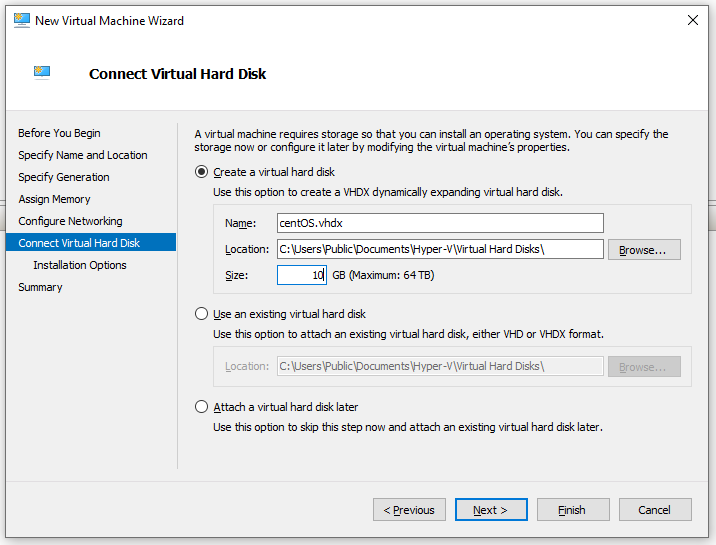 New Virtual Machine Wizard
Connect Virtual Hard Disk
Before You Begin
Specify Name and Location
Specify Generation
Assign Memory
Configure Networking
Connect Virtual Hard Disk
Installation Options
Summary
A virtual machine requires storage so that you can install an operating system. You can specify the
storage now or configure it later by modifying the virtual machine's properties.
Create a virtual hard disk
Use this option to create a VHDX dynamically expanding virtual hard disk.
Name: centOS.vhdx
Location: C:\Users\Public\Documents\Hyper-V\Virtual Hard Disks\ Browse...
Size: 10 GB (Maximum: 64 TB)
Use an existing virtual hard disk
Use this option to attach an existing virtual hard disk, either VHD or VHDX format.
Location: C:\Users\Public\Documents\Hyper-V\Virtual Hard Disks\ Browse...
Attach a virtual hard disk later
Use this option to skip this step now and attach an existing virtual hard disk later.
< Previous Next > Finish Cancel